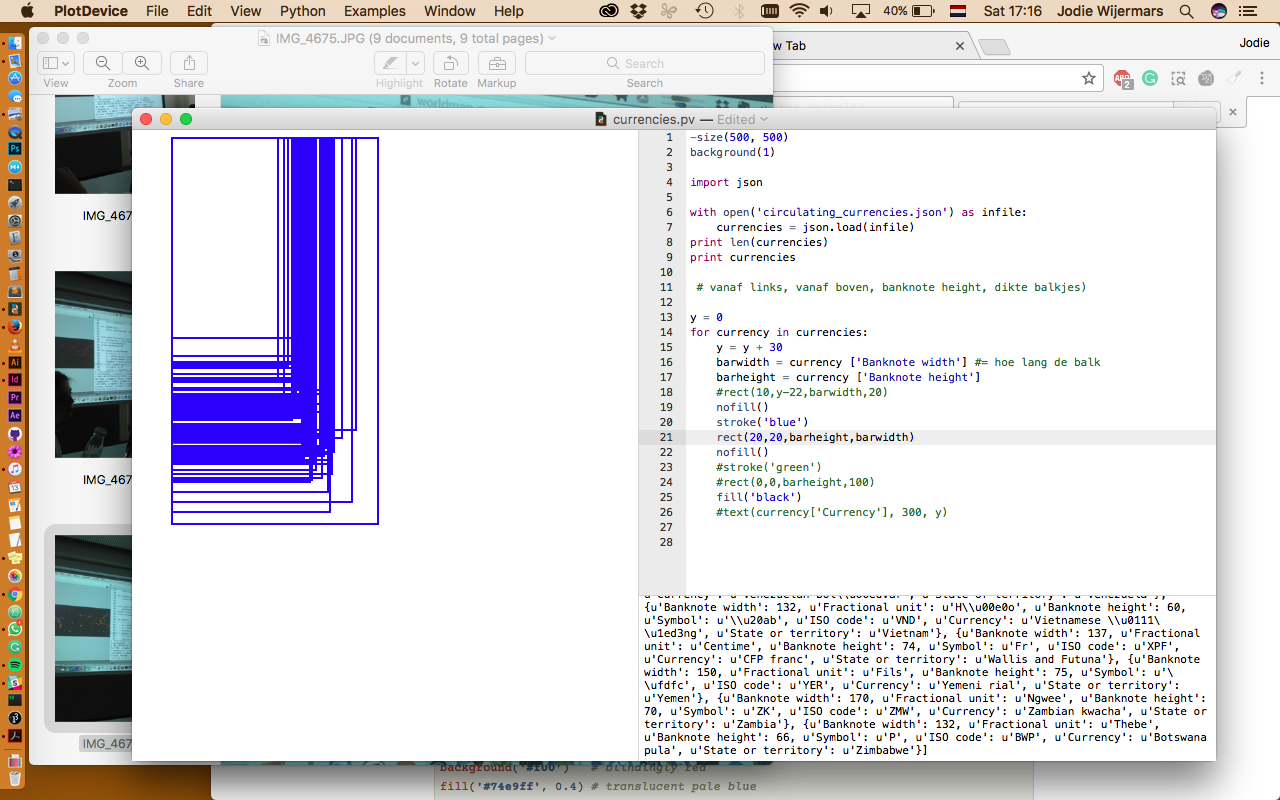 PlotDevice File Edit View Python Examples Window Help 40% Sat 17:16 Jodie Wijermars
IMG_4675.JPG (9 documents, 9 total pages)
w Tab
Jodie
Search
View Zoom Share Highlight Rotate Markup Search
2
worldmap
currencies.pv — Edited
IMG_467
IMG_467
IMG_467
1 ~size(500, 500)
2 background(1)
3
4 import json
5
6 with open('circulating_currencies.json') as infile:
7 currencies = json.load(infile)
8 print len(currencies)
9 print currencies
10
11 # vanaf links, vanaf boven, banknote height, dikte balkjes)
12
13 y = 0
14 for currency in currencies:
15 y = y + 30
16 barwidth = currency ['Banknote width'] #= hoe lang de balk
17 barheight = currency ['Banknote height']
18 #rect(10,y-22,barwidth,20)
19 nofill()
20 stroke('blue')
21 rect(20,20,barheight,barwidth)
22 nofill()
23 #stroke('green')
24 #rect(0,0,barheight,100)
25 fill('black')
26 #text(currency['Currency'], 300, y)
27
28
{u'Banknote width': 132, u'Fractional unit': u'H\\u00e0o', u'Banknote height': 60,
u'Symbol': u'\\u20ab', u'ISO code': u'VND', u'Currency': u'Vietnamese \\u0111\
\u1ed3ng', u'State or territory': u'Vietnam'}, {u'Banknote width': 137, u'Fractional
unit': u'Centime', u'Banknote height': 74, u'Symbol': u'Fr', u'ISO code': u'XPF',
u'Currency': u'CFP franc', u'State or territory': u'Wallis and Futuna'}, {u'Banknote
width': 150, u'Fractional unit': u'Fils', u'Banknote height': 75, u'Symbol': u'\
\ufdfc', u'ISO code': u'YER', u'Currency': u'Yemeni rial', u'State or territory':
u'Yemen'}, {u'Banknote width': 170, u'Fractional unit': u'Ngwee', u'Banknote height':
70, u'Symbol': u'ZK', u'ISO code': u'ZMW', u'Currency': u'Zambian kwacha', u'State or
territory': u'Zambia'}, {u'Banknote width': 132, u'Fractional unit': u'Thebe',
u'Banknote height': 66, u'Symbol': u'P', u'ISO code': u'BWP', u'Currency': u'Botswana
pula', u'State or territory': u'Zimbabwe'}]
background('#f00') # blindingly red
fill('#74e9ff', 0.4) # translucent pale blue